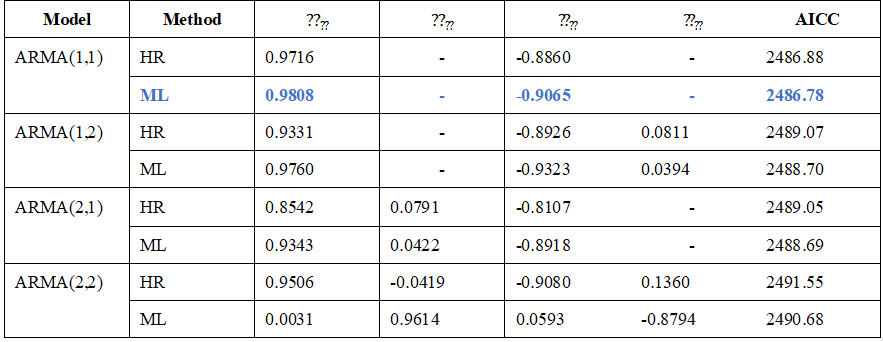 Model Method ???? ???? ???? ???? AICC
ARMA(1,1) HR 0.9716 - -0.8860 - 2486.88
ML 0.9808 - -0.9065 - 2486.78
ARMA(1,2) HR 0.9331 - -0.8926 0.0811 2489.07
ML 0.9760 - -0.9323 0.0394 2488.70
ARMA(2,1) HR 0.8542 0.0791 -0.8107 - 2489.05
ML 0.9343 0.0422 -0.8918 - 2488.69
ARMA(2,2) HR 0.9506 -0.0419 -0.9080 0.1360 2491.55
ML 0.0031 0.9614 0.0593 -0.8794 2490.68